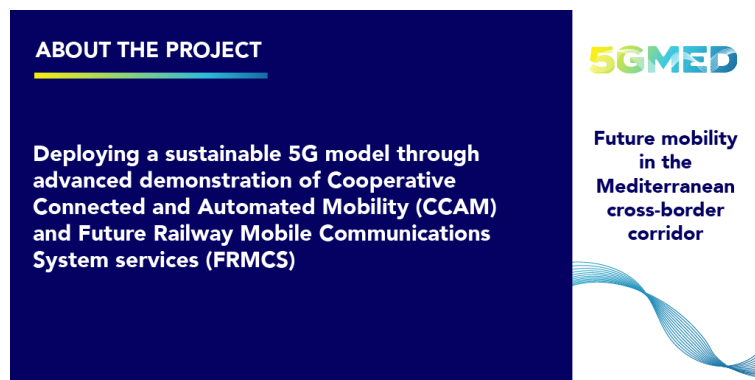 ABOUT THE PROJECT
Deploying a sustainable 5G model through
advanced demonstration of Cooperative
Connected and Automated Mobility (CCAM)
and Future Railway Mobile Communications
System services (FRMCS)
5GMED
Future mobility
in the
Mediterranean
cross-border
corridor